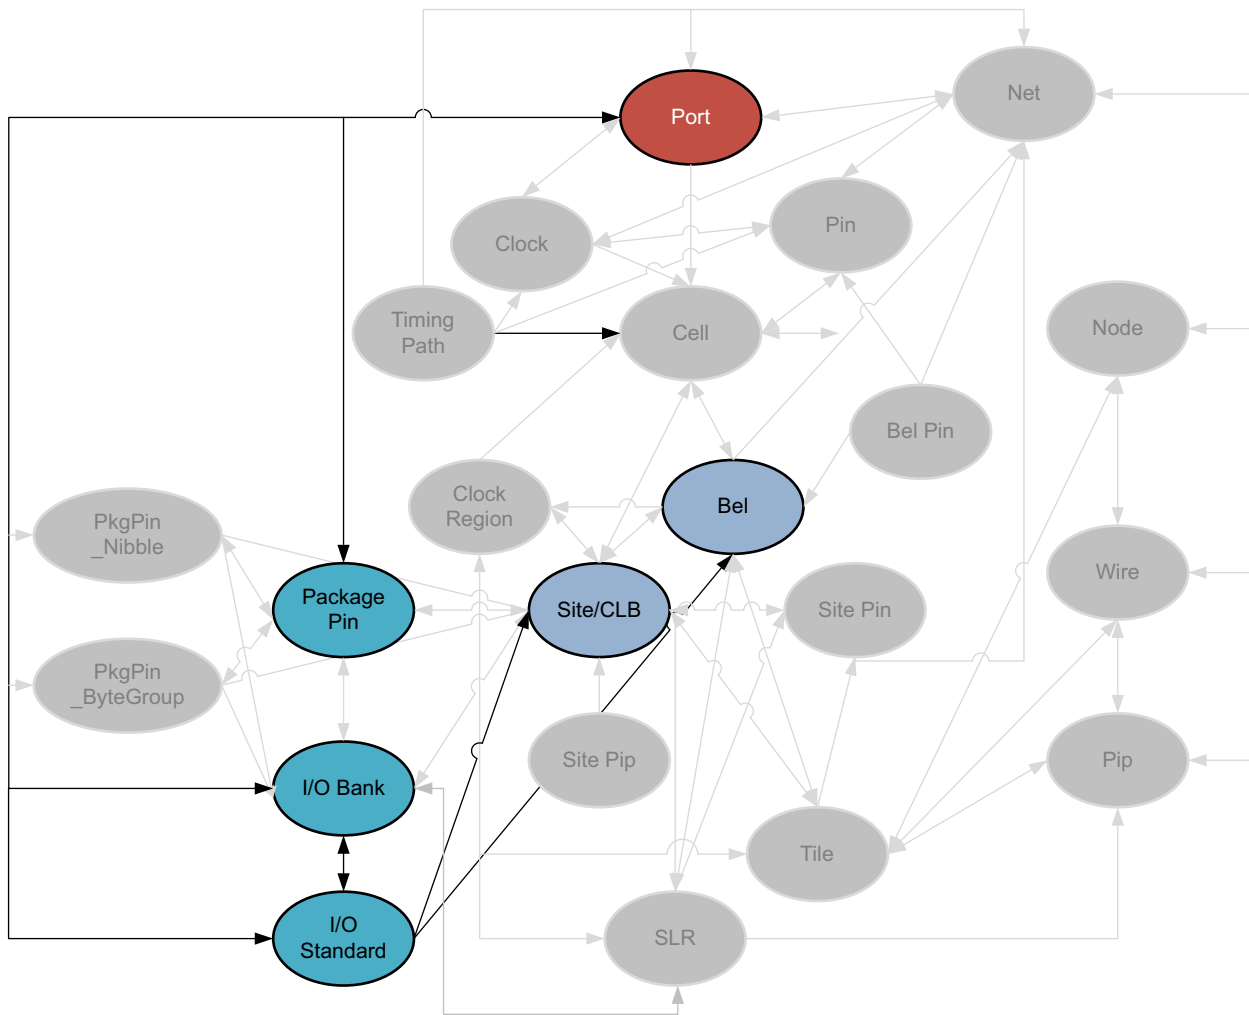 Net
Port
Pin
Clock
Timing
Path
Cell
Node
Bel Pin
Clock
Region
Bel
PkgPin
_Nibble
Wire
Package
Pin
Site/CLB
Site Pin
PkgPin
_ByteGroup
I/O Bank
Site Pip
Pip
Tile
I/O
Standard
SLR